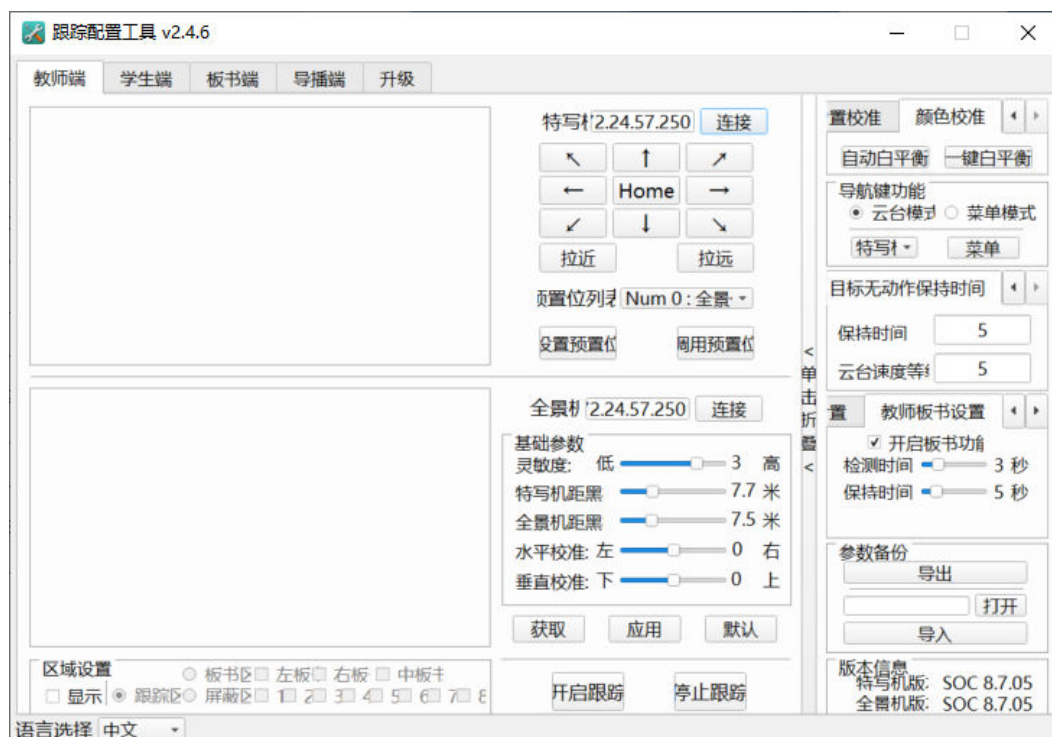 跟踪配置工具 v2.4.6
教师端 学生端 板书端 导播端 升级
特写机 72.24.57.250 连接
↖ ↑ ↗
← Home →
↙ ↓ ↘
拉近 拉远
预置位列表 Num 0 : 全景
设置预置位 调用预置位
全景机 72.24.57.250 连接
基础参数
灵敏度: 低 3 高
特写机距黑 7.7 米
全景机距黑 7.5 米
水平校准: 左 0 右
垂直校准: 下 0 上
获取 应用 默认
开启跟踪 停止跟踪
区域设置
板书区 左板 右板 中板
显示 跟踪区 屏蔽区 1 2 3 4 5 6 7 8
< 单击折叠 <
置校准 颜色校准
自动白平衡 一键白平衡
导航键功能
云台模式 菜单模式
特写机 菜单
目标无动作保持时间
保持时间 5
云台速度等级 5
置 教师板书设置
开启板书功能
检测时间 3 秒
保持时间 5 秒
参数备份
导出
打开
导入
版本信息
特写机版: SOC 8.7.05
全景机版: SOC 8.7.05
语言选择 中文